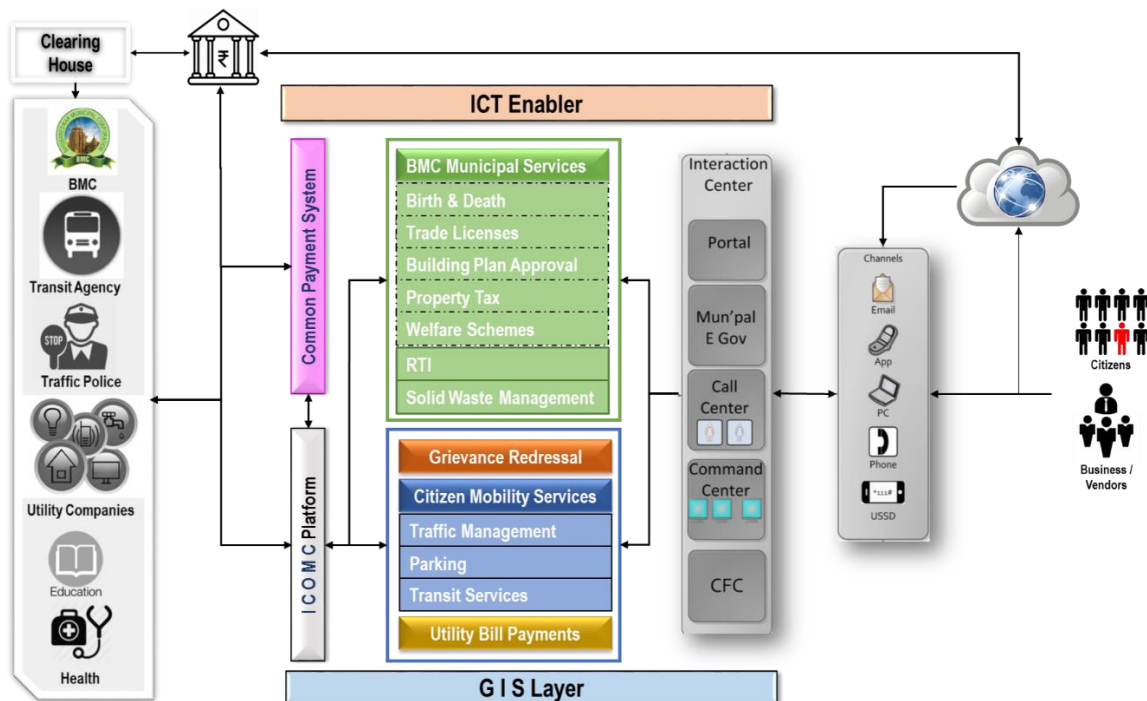 Clearing
House
₹
BMC
BMC
Transit Agency
STOP
Traffic Police
Utility Companies
Education
Health
ICT Enabler
Common Payment System
I C O M C Platform
BMC Municipal Services
Birth & Death
Trade Licenses
Building Plan Approval
Property Tax
Welfare Schemes
RTI
Solid Waste Management
Grievance Redressal
Citizen Mobility Services
Traffic Management
Parking
Transit Services
Utility Bill Payments
G I S Layer
Interaction
Center
Portal
Mun'pal
E Gov
Call
Center
Command
Center
CFC
Channels
Email
App
PC
Phone
*111#
USSD
Citizens
Business /
Vendors